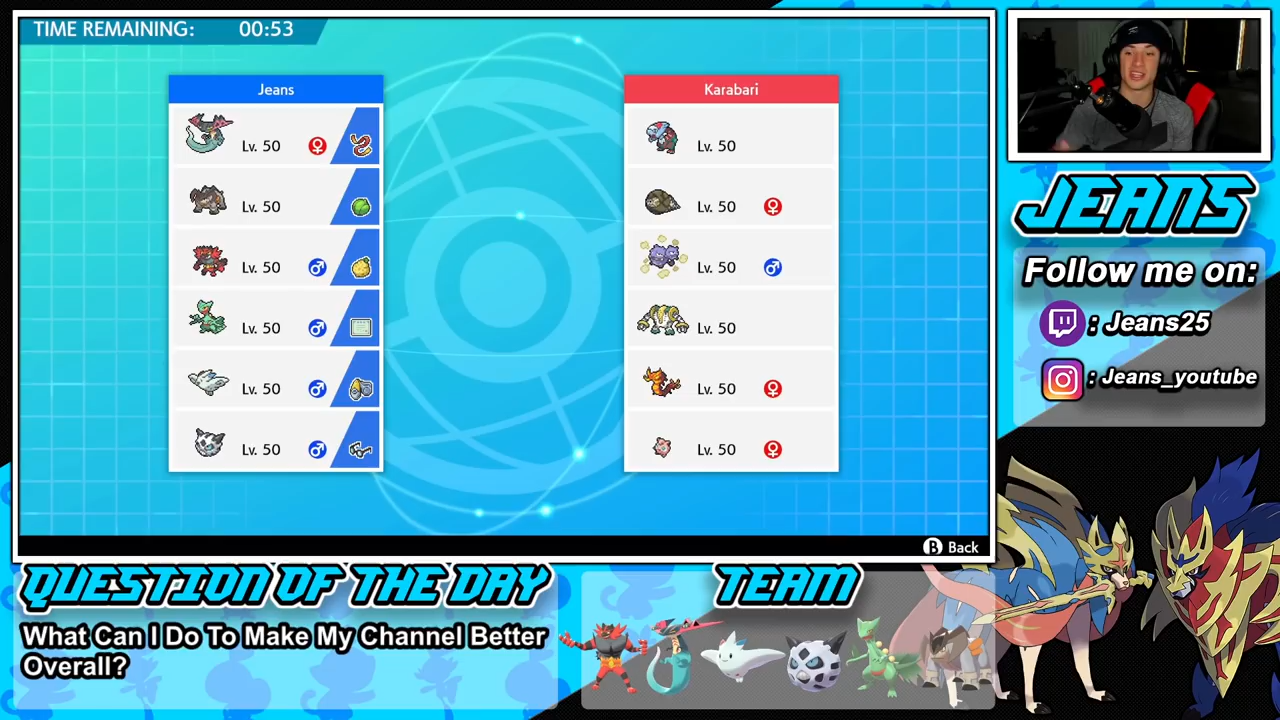 TIME REMAINING: 00:53
Jeans
Lv. 50
Lv. 50
Lv. 50
Lv. 50
Lv. 50
Lv. 50
Karabari
Lv. 50
Lv. 50
Lv. 50
Lv. 50
Lv. 50
Lv. 50
B Back
JEANS
Follow me on:
: Jeans25
: Jeans_youtube
QUESTION OF THE DAY
What Can I Do To Make My Channel Better
Overall?
TEAM